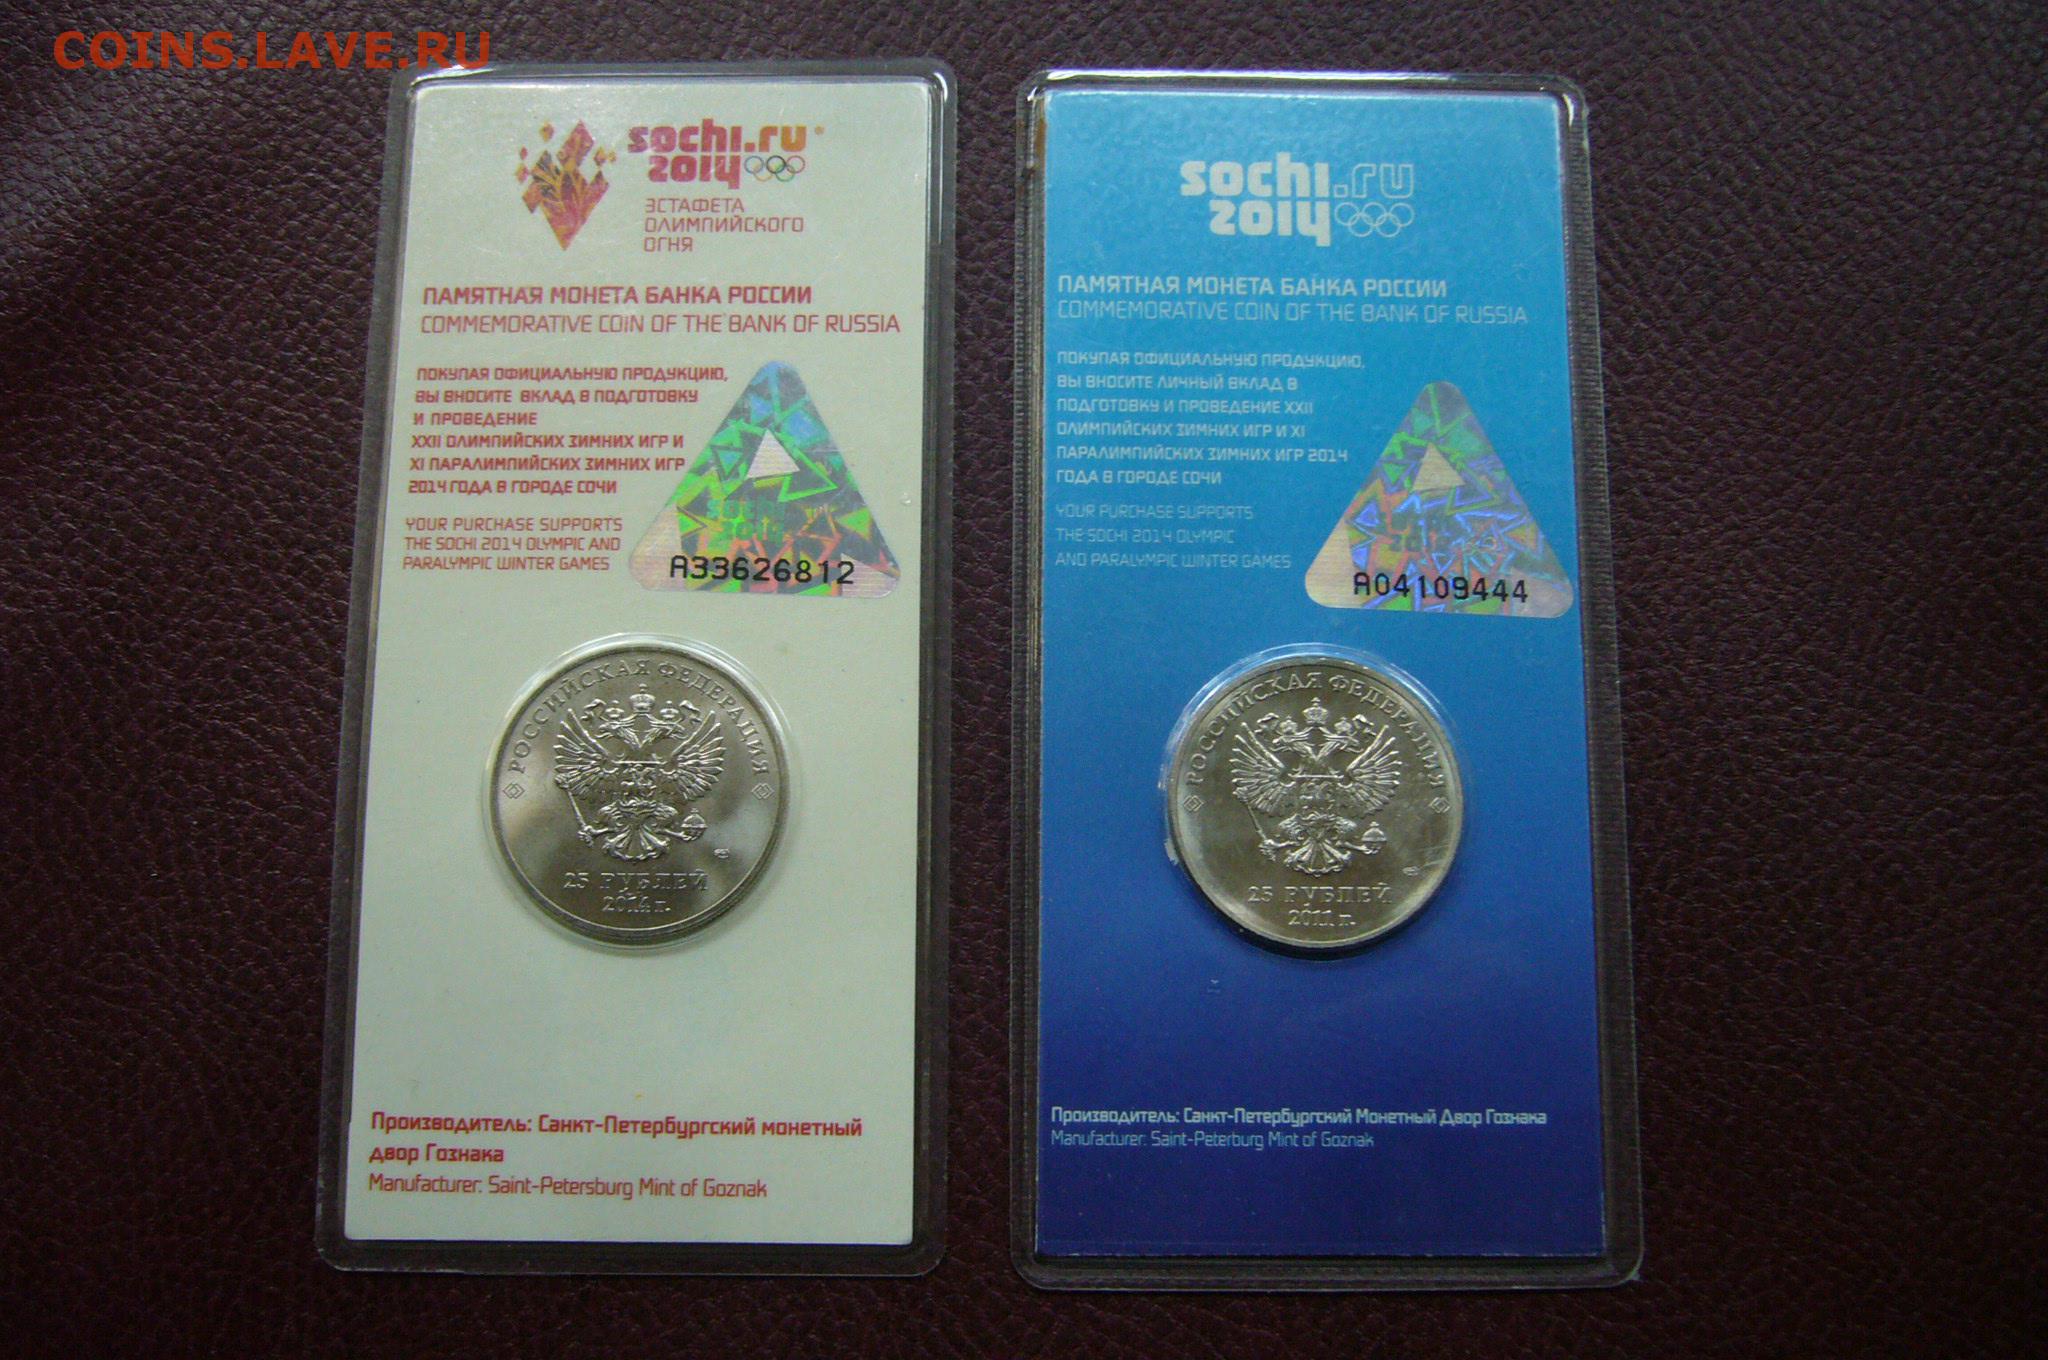 COINS.LAVE.RU
sochi.ru
2014
ЭСТАФЕТА
ОЛИМПИЙСКОГО
ОГНЯ
ПАМЯТНАЯ МОНЕТА БАНКА РОССИИ
COMMEMORATIVE COIN OF THE BANK OF RUSSIA
ПОКУПАЯ ОФИЦИАЛЬНУЮ ПРОДУКЦИЮ,
ВЫ ВНОСИТЕ ВКЛАД В ПОДГОТОВКУ
И ПРОВЕДЕНИЕ
XXII ОЛИМПИЙСКИХ ЗИМНИХ ИГР И
XI ПАРАЛИМПИЙСКИХ ЗИМНИХ ИГР
2014 ГОДА В ГОРОДЕ СОЧИ
YOUR PURCHASE SUPPORTS
THE SOCHI 2014 OLYMPIC AND
PARALYMPIC WINTER GAMES
sochi
2014
A33626812
РОССИЙСКАЯ ФЕДЕРАЦИЯ
25 РУБЛЕЙ
2014 г.
Производитель: Санкт-Петербургский монетный
двор Гознака
Manufacturer: Saint-Petersburg Mint of Goznak
sochi.ru
2014
ПАМЯТНАЯ МОНЕТА БАНКА РОССИИ
COMMEMORATIVE COIN OF THE BANK OF RUSSIA
ПОКУПАЯ ОФИЦИАЛЬНУЮ ПРОДУКЦИЮ,
ВЫ ВНОСИТЕ ЛИЧНЫЙ ВКЛАД В
ПОДГОТОВКУ И ПРОВЕДЕНИЕ XXII
ОЛИМПИЙСКИХ ЗИМНИХ ИГР И XI
ПАРАЛИМПИЙСКИХ ЗИМНИХ ИГР 2014
ГОДА В ГОРОДЕ СОЧИ
YOUR PURCHASE SUPPORTS
THE SOCHI 2014 OLYMPIC
AND PARALYMPIC WINTER GAMES
A04109444
РОССИЙСКАЯ ФЕДЕРАЦИЯ
25 РУБЛЕЙ
2011 г.
Производитель: Санкт-Петербургский Монетный Двор Гознака
Manufacturer: Saint-Peterburg Mint of Goznak